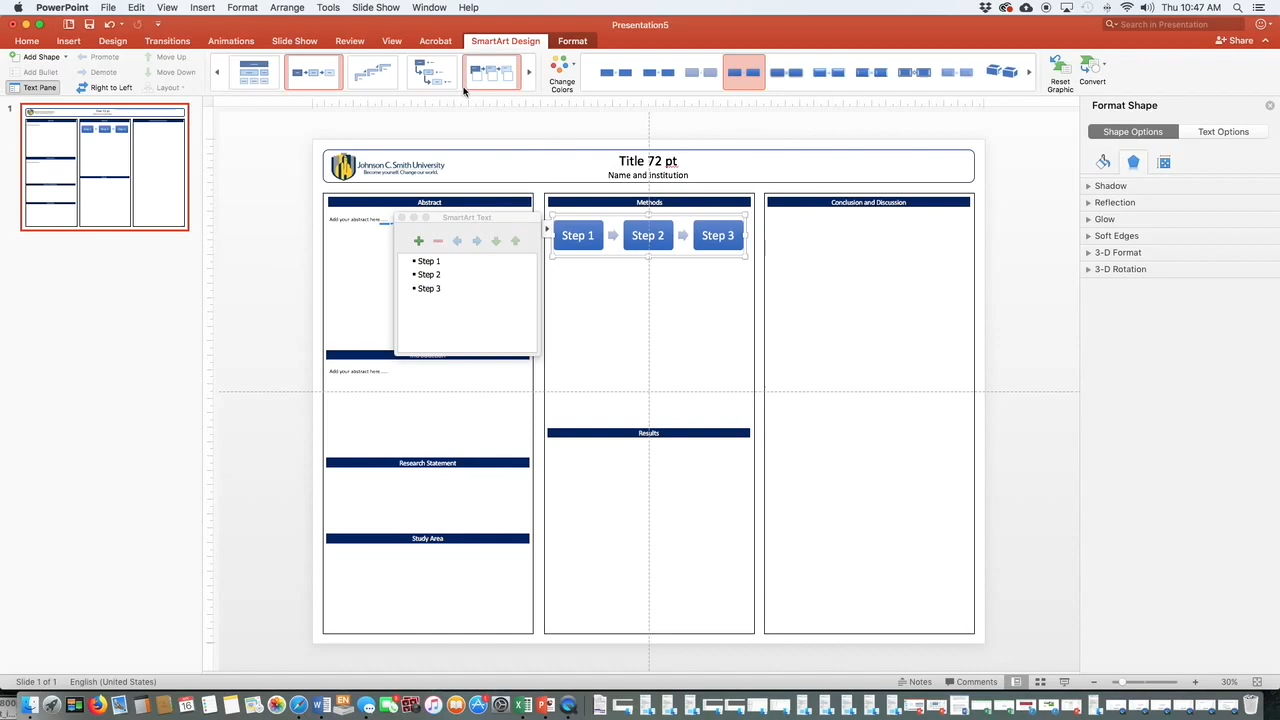 PowerPoint File Edit View Insert Format Arrange Tools Slide Show Window Help Thu 10:47 AM
Presentation5
Search in Presentation
Home Insert Design Transitions Animations Slide Show Review View Acrobat SmartArt Design Format Share
Add Shape Promote Move Up
Add Bullet Demote Move Down
Text Pane Right to Left Layout
Change Colors
Reset Graphic
Convert
1
Format Shape
Shape Options Text Options
Shadow
Reflection
Glow
Soft Edges
3-D Format
3-D Rotation
Johnson C. Smith University
Become yourself. Change our world.
Title 72 pt
Name and institution
Abstract
Add your abstract here .....
SmartArt Text
Step 1
Step 2
Step 3
Add your abstract here .....
Research Statement
Study Area
Methods
Step 1 Step 2 Step 3
Results
Conclusion and Discussion
Slide 1 of 1 English (United States) Notes Comments 30%